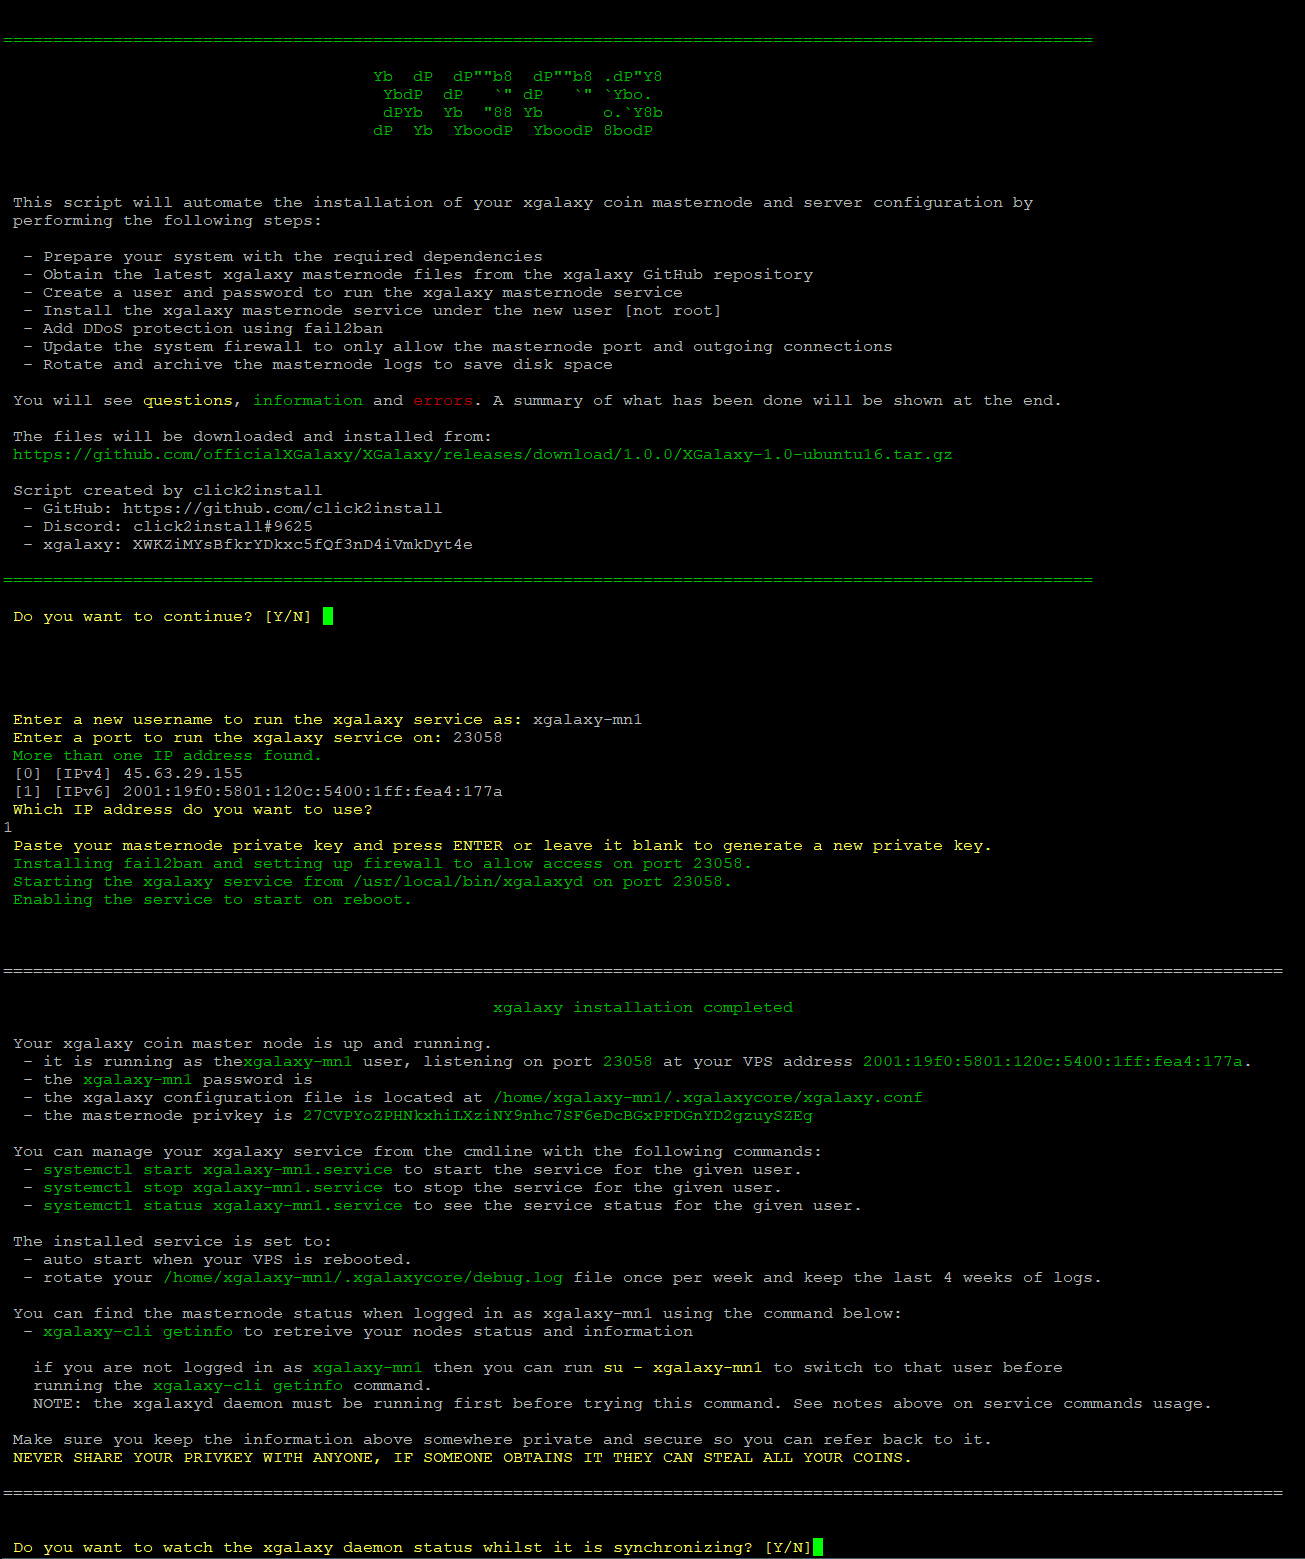 =============================================================================================================
Yb  dP  dP""b8  dP""b8 .dP"Y8
 YbdP  dP   `" dP   `" `Ybo.
 dPYb  Yb  "88 Yb      o.`Y8b
dP  Yb  YboodP  YboodP 8bodP
This script will automate the installation of your xgalaxy coin masternode and server configuration by
performing the following steps:
- Prepare your system with the required dependencies
- Obtain the latest xgalaxy masternode files from the xgalaxy GitHub repository
- Create a user and password to run the xgalaxy masternode service
- Install the xgalaxy masternode service under the new user [not root]
- Add DDoS protection using fail2ban
- Update the system firewall to only allow the masternode port and outgoing connections
- Rotate and archive the masternode logs to save disk space
You will see questions, information and errors. A summary of what has been done will be shown at the end.
The files will be downloaded and installed from:
https://github.com/officialXGalaxy/XGalaxy/releases/download/1.0.0/XGalaxy-1.0-ubuntu16.tar.gz
Script created by click2install
- GitHub: https://github.com/click2install
- Discord: click2install#9625
- xgalaxy: XWKZiMYsBfkrYDkxc5fQf3nD4iVmkDyt4e
=============================================================================================================
Do you want to continue? [Y/N]
Enter a new username to run the xgalaxy service as: xgalaxy-mn1
Enter a port to run the xgalaxy service on: 23058
More than one IP address found.
[0] [IPv4] 45.63.29.155
[1] [IPv6] 2001:19f0:5801:120c:5400:1ff:fea4:177a
Which IP address do you want to use?
1
Paste your masternode private key and press ENTER or leave it blank to generate a new private key.
Installing fail2ban and setting up firewall to allow access on port 23058.
Starting the xgalaxy service from /usr/local/bin/xgalaxyd on port 23058.
Enabling the service to start on reboot.
================================================================================================================================
xgalaxy installation completed
Your xgalaxy coin master node is up and running.
- it is running as thexgalaxy-mn1 user, listening on port 23058 at your VPS address 2001:19f0:5801:120c:5400:1ff:fea4:177a.
- the xgalaxy-mn1 password is
- the xgalaxy configuration file is located at /home/xgalaxy-mn1/.xgalaxycore/xgalaxy.conf
- the masternode privkey is 27CVPYoZPHNkxhiLXziNY9nhc7SF6eDcBGxPFDGnYD2gzuySZEg
You can manage your xgalaxy service from the cmdline with the following commands:
- systemctl start xgalaxy-mn1.service to start the service for the given user.
- systemctl stop xgalaxy-mn1.service to stop the service for the given user.
- systemctl status xgalaxy-mn1.service to see the service status for the given user.
The installed service is set to:
- auto start when your VPS is rebooted.
- rotate your /home/xgalaxy-mn1/.xgalaxycore/debug.log file once per week and keep the last 4 weeks of logs.
You can find the masternode status when logged in as xgalaxy-mn1 using the command below:
- xgalaxy-cli getinfo to retreive your nodes status and information
if you are not logged in as xgalaxy-mn1 then you can run su - xgalaxy-mn1 to switch to that user before
running the xgalaxy-cli getinfo command.
NOTE: the xgalaxyd daemon must be running first before trying this command. See notes above on service commands usage.
Make sure you keep the information above somewhere private and secure so you can refer back to it.
NEVER SHARE YOUR PRIVKEY WITH ANYONE, IF SOMEONE OBTAINS IT THEY CAN STEAL ALL YOUR COINS.
================================================================================================================================
Do you want to watch the xgalaxy daemon status whilst it is synchronizing? [Y/N]